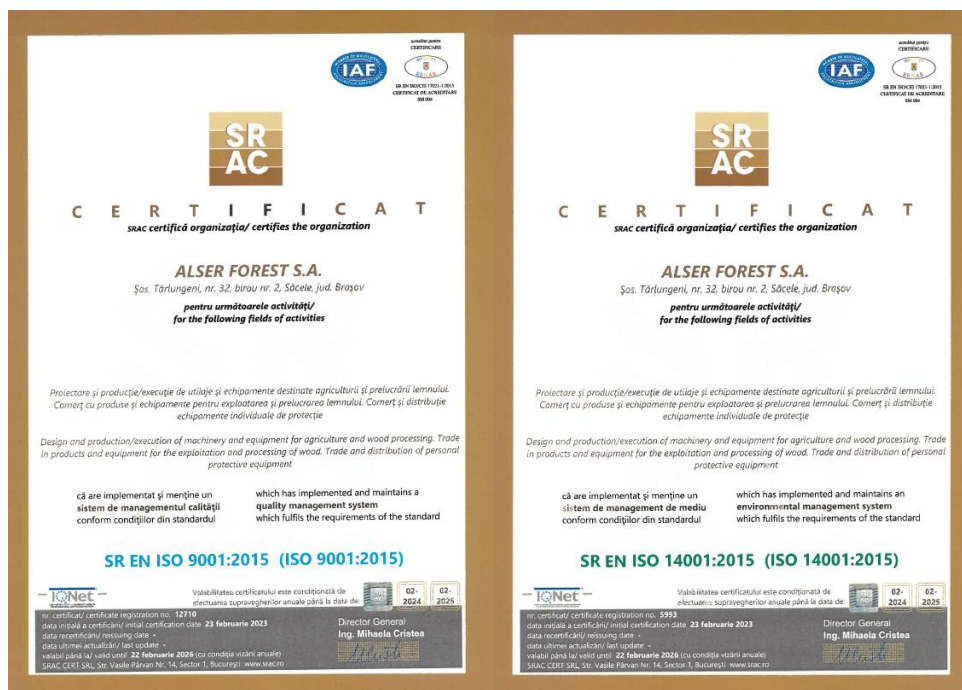 acreditat pentru
CERTIFICARE
IAF
RENAR
SR EN ISO/CEI 17021-1:2015
CERTIFICAT DE ACREDITARE
SM 004
SR
AC
CERTIFICAT
SRAC certifică organizația/ certifies the organization
ALSER FOREST S.A.
Șos. Tărlungeni, nr. 32, birou nr. 2, Săcele, jud. Brașov
pentru următoarele activități/
for the following fields of activities
Proiectare și producție/execuție de utilaje și echipamente destinate agriculturii și prelucrării lemnului.
Comerț cu produse și echipamente pentru exploatarea și prelucrarea lemnului. Comerț și distribuție
echipamente individuale de protecție
Design and production/execution of machinery and equipment for agriculture and wood processing. Trade
in products and equipment for the exploitation and processing of wood. Trade and distribution of personal
protective equipment
că are implementat și menține un
sistem de managementul calității
conform condițiilor din standardul
which has implemented and maintains a
quality management system
which fulfils the requirements of the standard
SR EN ISO 9001:2015 (ISO 9001:2015)
IQNet
Valabilitatea certificatului este condiționată de
efectuarea supravegherilor anuale până la data de:
02-
2024
02-
2025
nr. certificat/ certificate registration no. 12710
data inițială a certificării/ initial certification date 23 februarie 2023
data recertificării/ reissuing date -
data ultimei actualizări/ last update -
valabil până la/ valid until 22 februarie 2026 (cu condiția vizării anuale)
SRAC CERT SRL, Str. Vasile Pârvan Nr. 14, Sector 1, București www.srac.ro
Director General
Ing. Mihaela Cristea
acreditat pentru
CERTIFICARE
IAF
RENAR
SR EN ISO/CEI 17021-1:2015
CERTIFICAT DE ACREDITARE
SM 004
SR
AC
CERTIFICAT
SRAC certifică organizația/ certifies the organization
ALSER FOREST S.A.
Șos. Tărlungeni, nr. 32, birou nr. 2, Săcele, jud. Brașov
pentru următoarele activități/
for the following fields of activities
Proiectare și producție/execuție de utilaje și echipamente destinate agriculturii și prelucrării lemnului.
Comerț cu produse și echipamente pentru exploatarea și prelucrarea lemnului. Comerț și distribuție
echipamente individuale de protecție
Design and production/execution of machinery and equipment for agriculture and wood processing. Trade
in products and equipment for the exploitation and processing of wood. Trade and distribution of personal
protective equipment
că are implementat și menține un
sistem de management de mediu
conform condițiilor din standardul
which has implemented and maintains an
environmental management system
which fulfils the requirements of the standard
SR EN ISO 14001:2015 (ISO 14001:2015)
IQNet
Valabilitatea certificatului este condiționată de
efectuarea supravegherilor anuale până la data de:
02-
2024
02-
2025
nr. certificat/ certificate registration no. 5993
data inițială a certificării/ initial certification date 23 februarie 2023
data recertificării/ reissuing date -
data ultimei actualizări/ last update -
valabil până la/ valid until 22 februarie 2026 (cu condiția vizării anuale)
SRAC CERT SRL, Str. Vasile Pârvan Nr. 14, Sector 1, București www.srac.ro
Director General
Ing. Mihaela Cristea